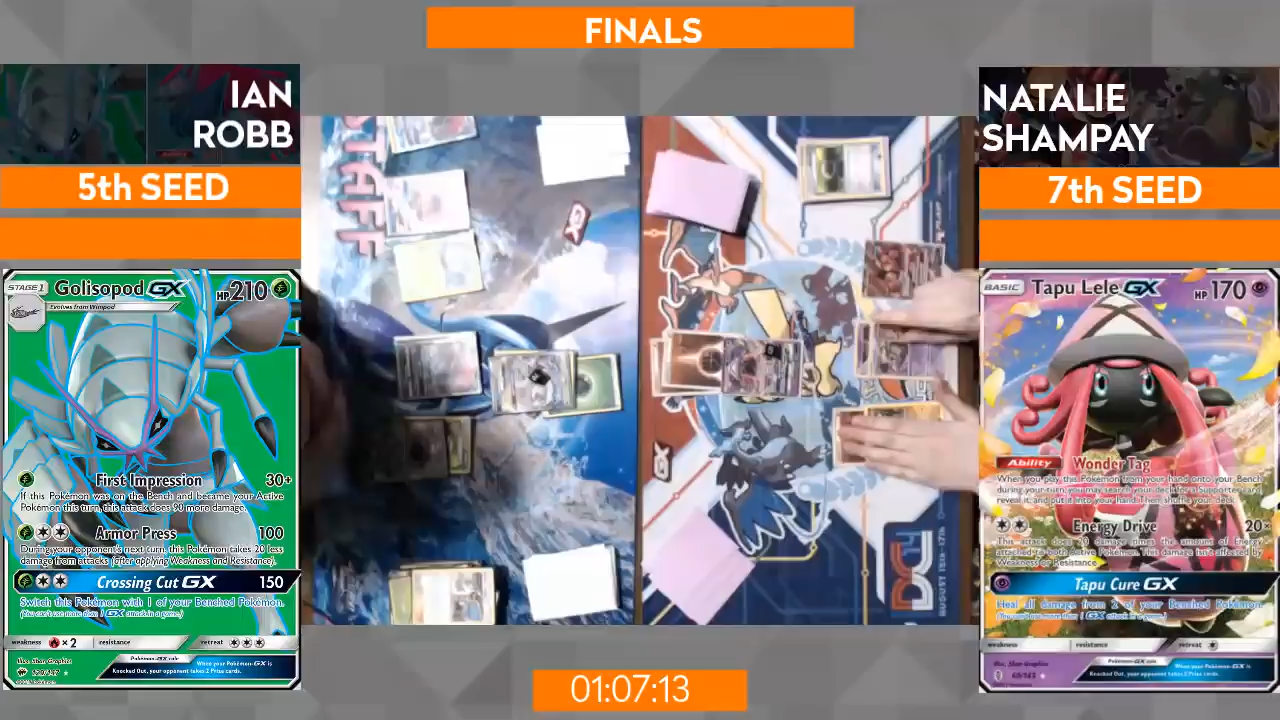 FINALS
IAN
ROBB
5th SEED
NATALIE
SHAMPAY
7th SEED
STAGE 1
Golisopod GX
HP 210
Evolves from Wimpod
First Impression 30+
If this Pokémon was on the Bench and became your Active
Pokémon this turn, this attack does 90 more damage.
Armor Press 100
During your opponent's next turn, this Pokémon takes 20 less
damage from attacks (after applying Weakness and Resistance).
Crossing Cut GX 150
Switch this Pokémon with 1 of your Benched Pokémon.
(You can't use more than 1 GX attack in a game.)
weakness ×2 resistance retreat
Pokémon-GX rule
When your Pokémon-GX is
Knocked Out, your opponent takes 2 Prize cards.
BASIC
Tapu Lele GX
HP 170
Ability Wonder Tag
When you play this Pokémon from your hand onto your Bench
during your turn, you may search your deck for a Supporter card,
reveal it, and put it into your hand. Then, shuffle your deck.
Energy Drive 20×
This attack does 20 damage times the amount of Energy
attached to both Active Pokémon. This damage isn't affected by
Weakness or Resistance.
Tapu Cure GX
Heal all damage from 2 of your Benched Pokémon.
(You can't use more than 1 GX attack in a game.)
weakness resistance retreat
Pokémon-GX rule
When your Pokémon-GX is
Knocked Out, your opponent takes 2 Prize cards.
STAFF
GX
GX
01:07:13